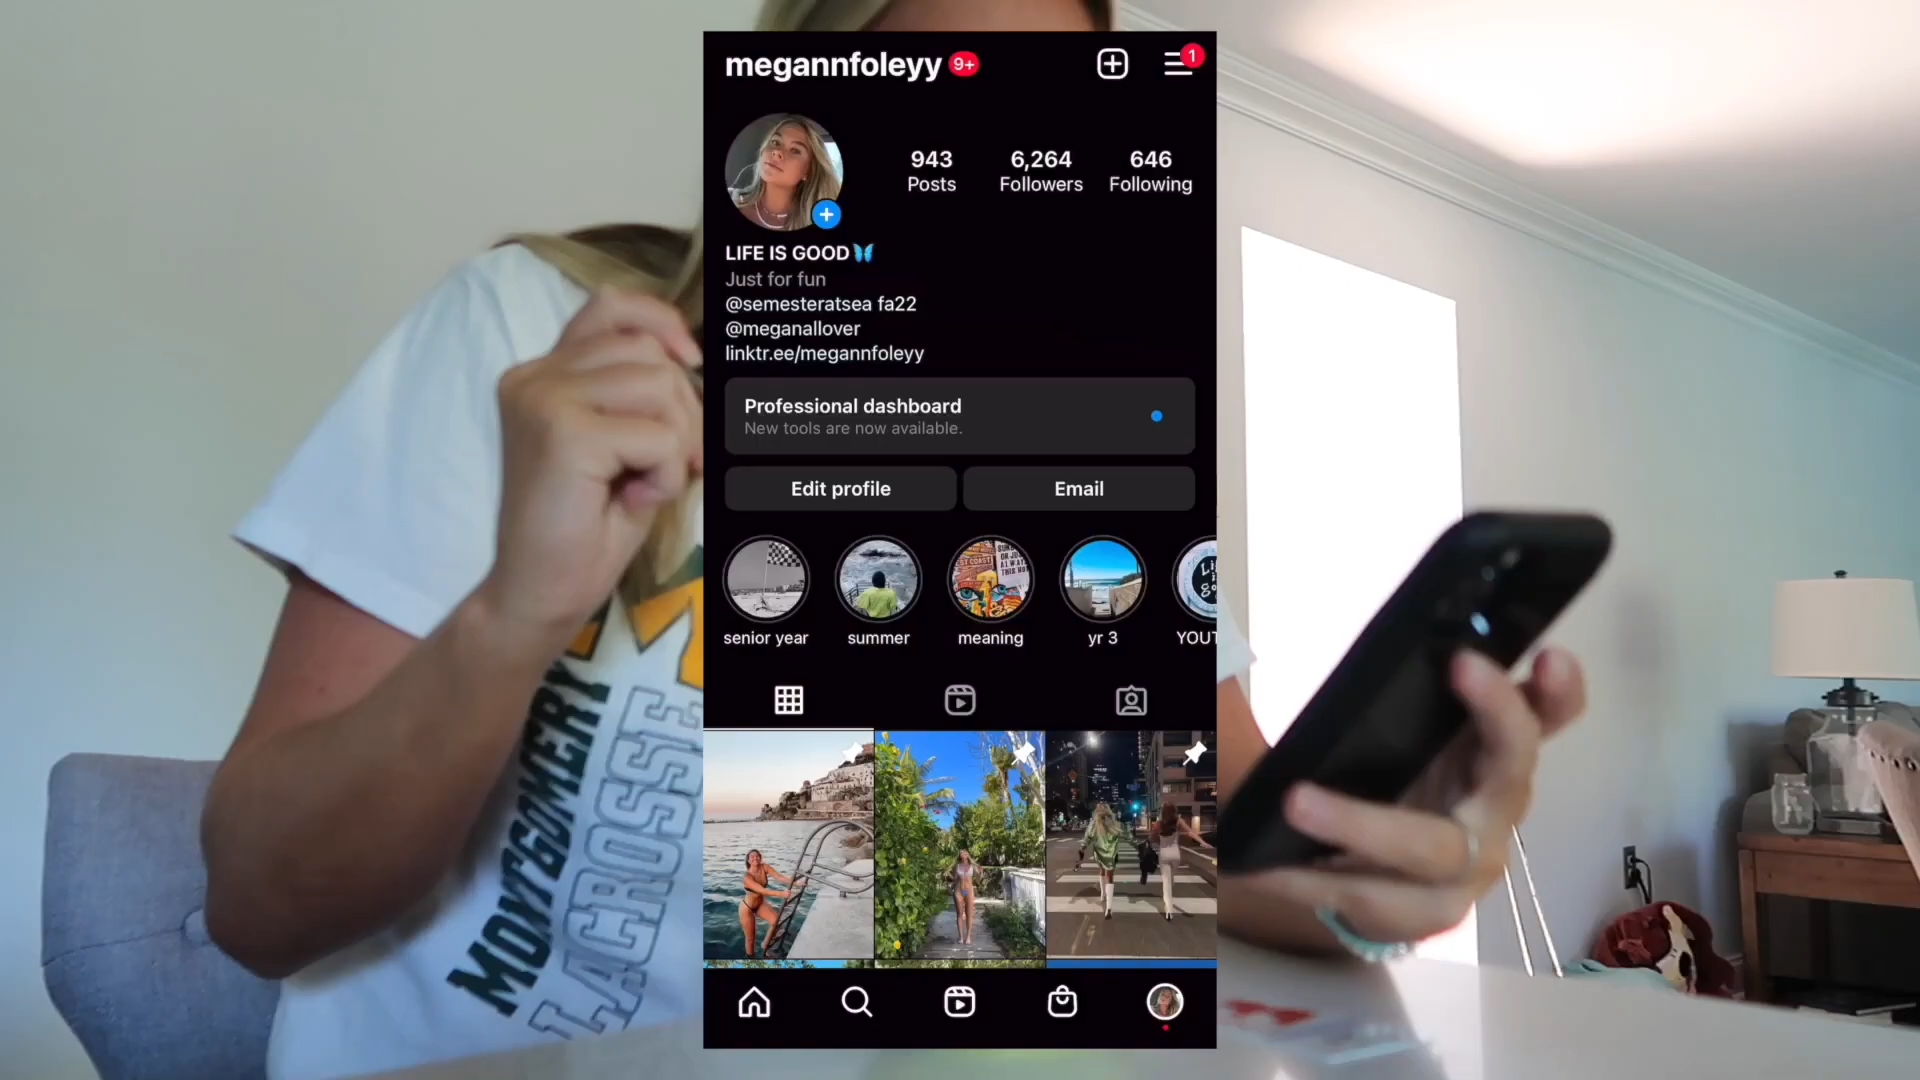 megannfoleyy 9+
1
943
Posts
6,264
Followers
646
Following
LIFE IS GOOD🦋
Just for fun
@semesteratsea fa22
@meganallover
linktr.ee/megannfoleyy
Professional dashboard
New tools are now available.
Edit profile
Email
senior year
summer
meaning
yr 3
YOUT
MONTGOMERY
LACROSSE